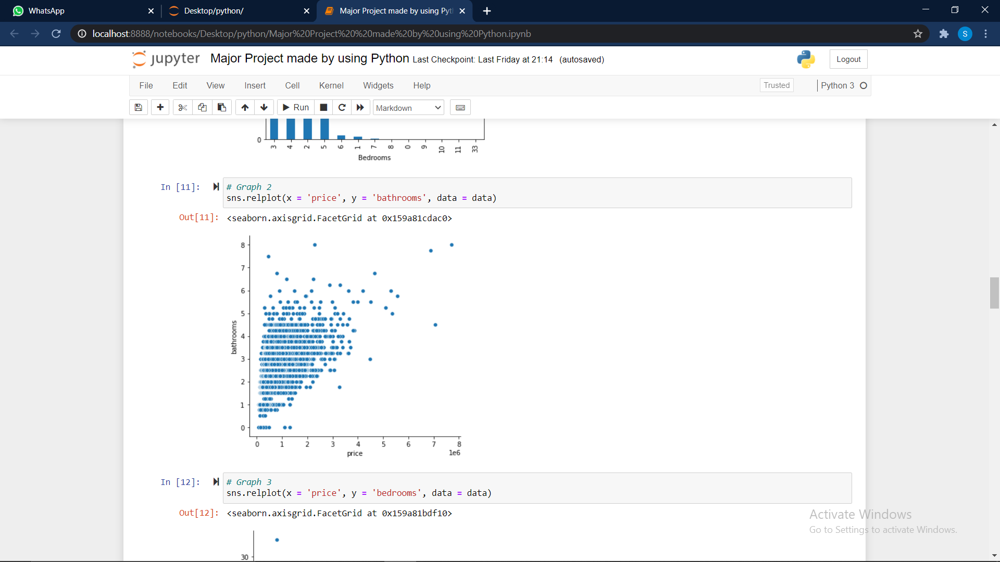 WhatsApp
Desktop/python/
Major Project made by using Pyt
localhost:8888/notebooks/Desktop/python/Major%20Project%20%20made%20by%20using%20Python.ipynb
S
jupyter Major Project made by using Python Last Checkpoint: Last Friday at 21:14 (autosaved)
Logout
File Edit View Insert Cell Kernel Widgets Help
Trusted
Python 3
Run
Markdown
0
3 4 2 5 6 1 7 8 0 9 10 11 33
Bedrooms
In [11]:
# Graph 2
sns.relplot(x = 'price', y = 'bathrooms', data = data)
Out[11]: <seaborn.axisgrid.FacetGrid at 0x159a81cdac0>
8
7
6
5
4
3
2
1
0
bathrooms
0 1 2 3 4 5 6 7 8
price
1e6
In [12]:
# Graph 3
sns.relplot(x = 'price', y = 'bedrooms', data = data)
Out[12]: <seaborn.axisgrid.FacetGrid at 0x159a81bdf10>
30
Activate Windows
Go to Settings to activate Windows.